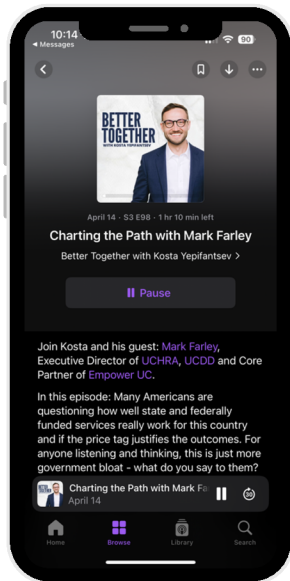 10:14
90
Messages
BETTER
TOGETHER
WITH KOSTA YEPIFANTSEV
April 14 · S3 E98 · 1 hr 10 min left
Charting the Path with Mark Farley
Better Together with Kosta Yepifantsev
Pause
Join Kosta and his guest: Mark Farley,
Executive Director of UCHRA, UCDD and Core
Partner of Empower UC.
In this episode: Many Americans are
questioning how well state and federally
funded services really work for this country
and if the price tag justifies the outcomes. For
anyone listening and thinking, this is just more
government bloat - what do you say to them?
Charting the Path with Mark Fa
April 14
30
Home
Browse
Library
Search